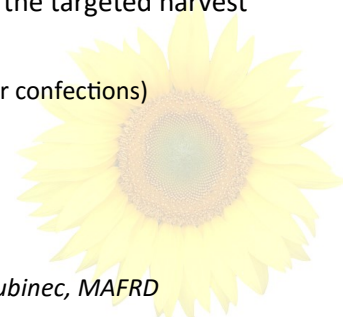 the targeted harvest
r confections)
ubinec, MAFRD